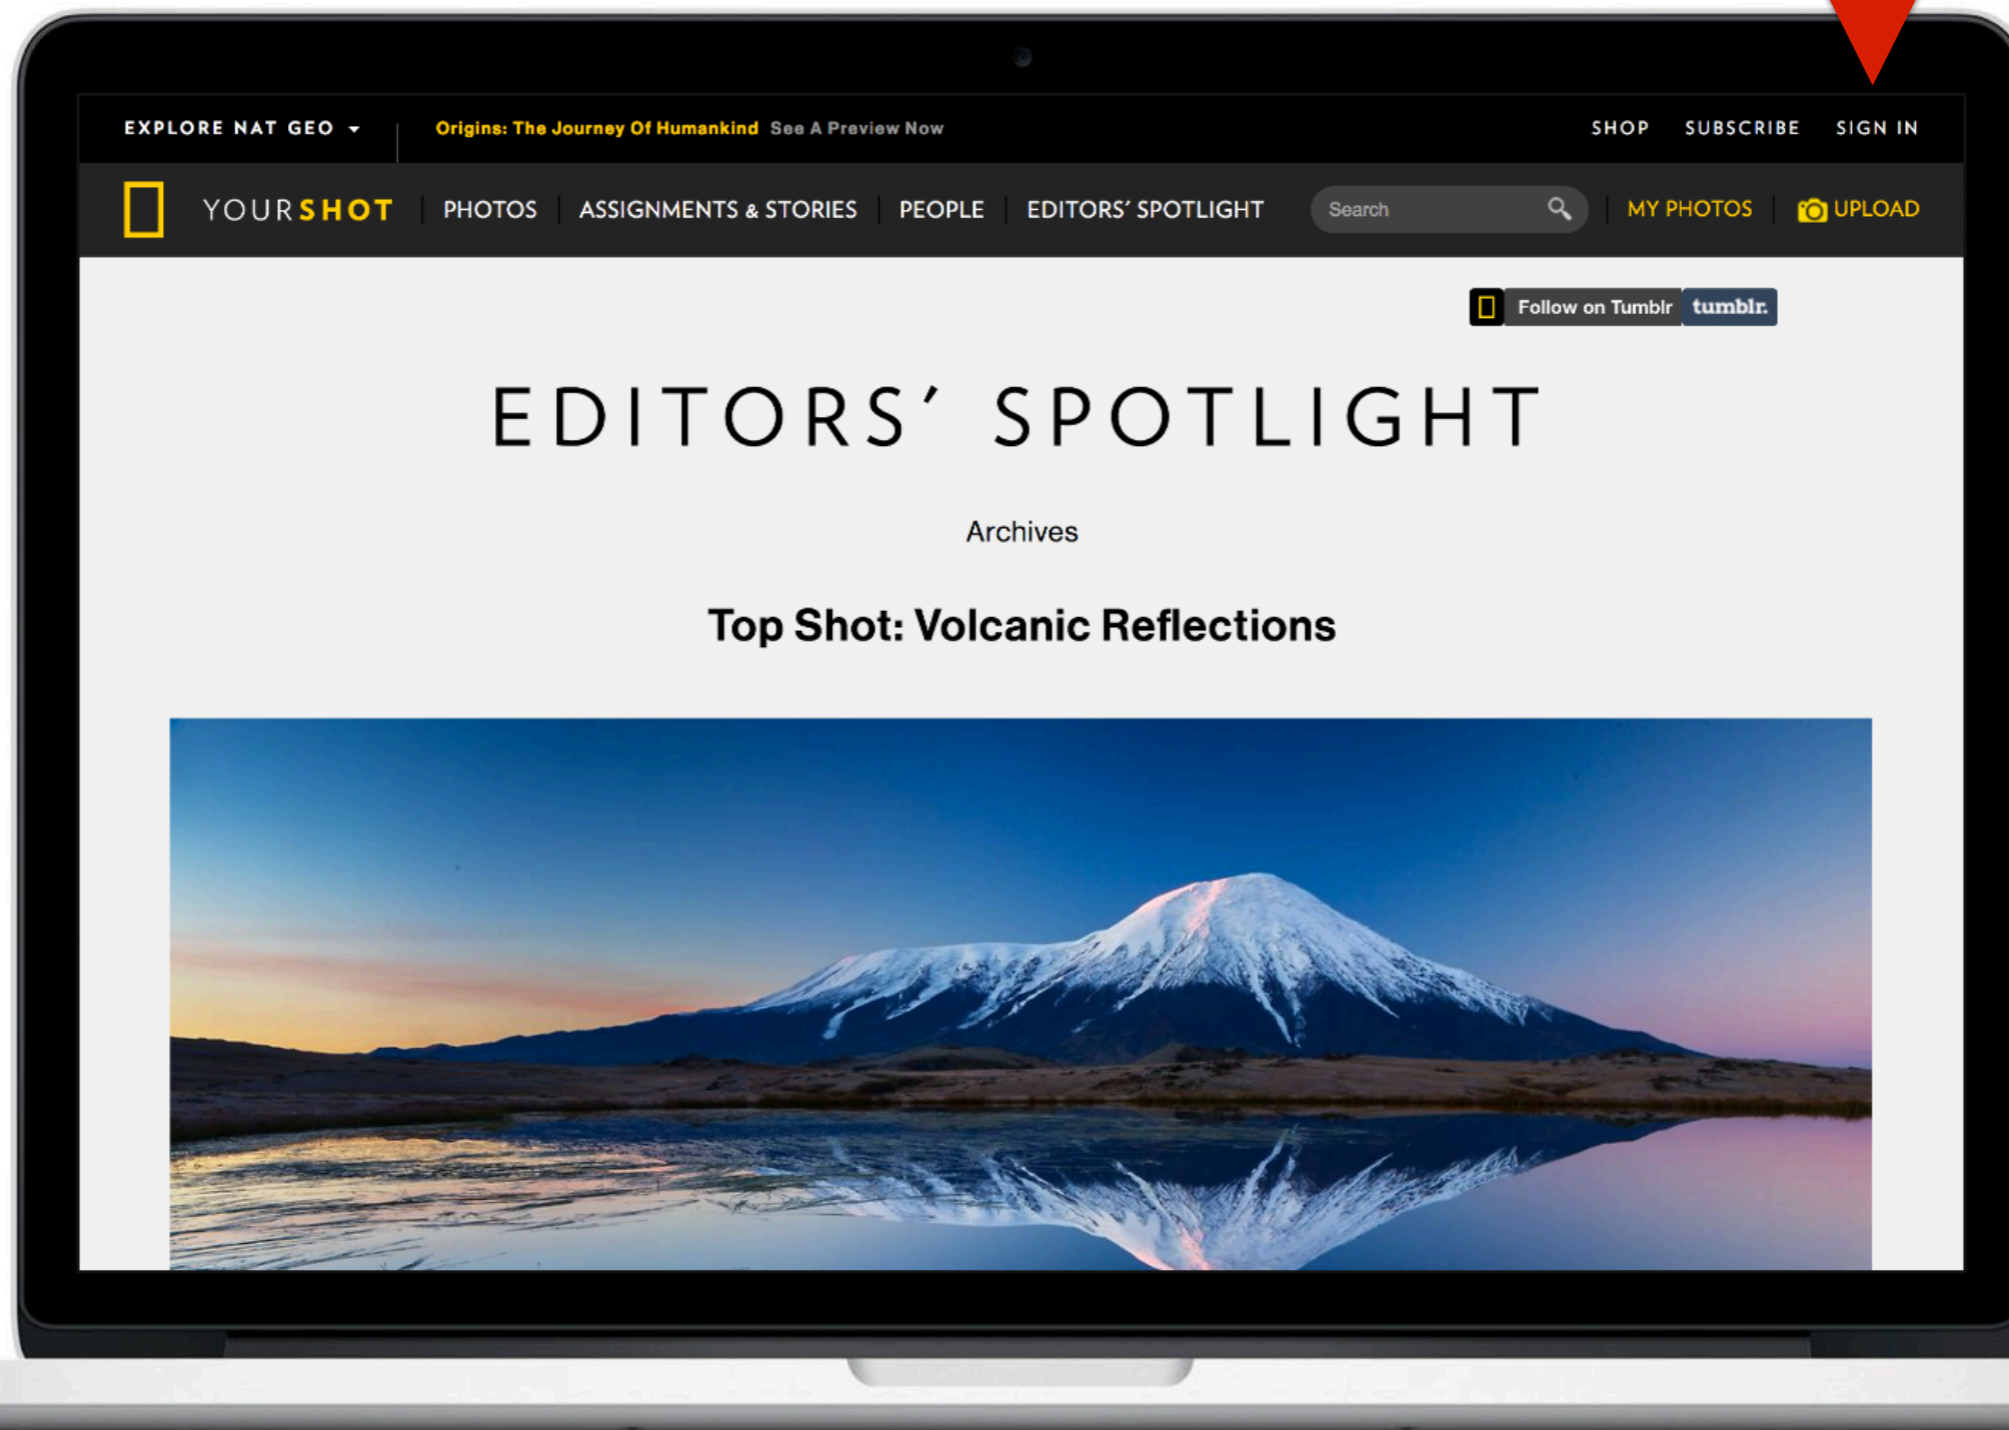 EXPLORE NAT GEO Origins: The Journey Of Humankind See A Preview Now SHOP SUBSCRIBE SIGN IN
YOURSHOT PHOTOS ASSIGNMENTS & STORIES PEOPLE EDITORS' SPOTLIGHT Search MY PHOTOS UPLOAD
Follow on Tumblr tumblr.
EDITORS' SPOTLIGHT
Archives
Top Shot: Volcanic Reflections